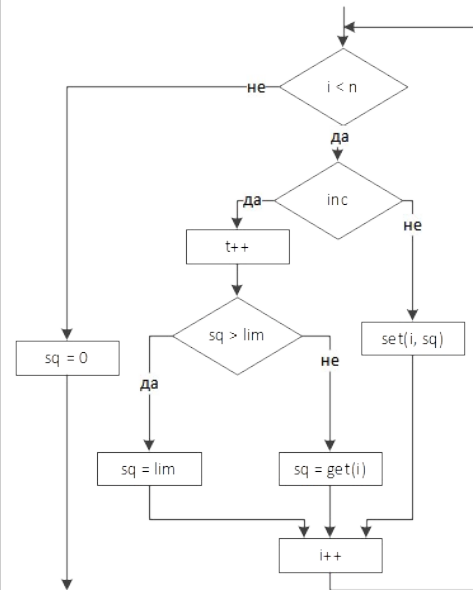 i < n
не
да
inc
да
не
t++
sq > lim
set(i, sq)
sq = 0
да
не
sq = lim
sq = get(i)
i++